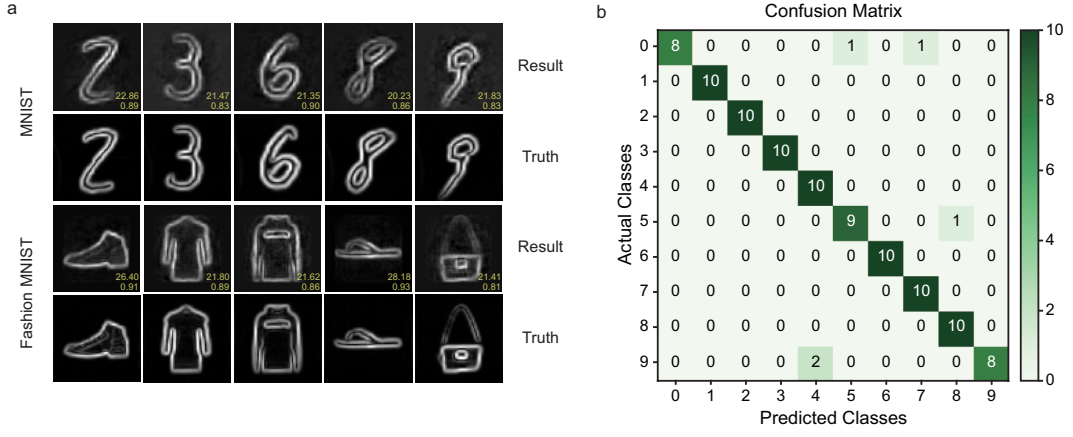 a
MNIST
22.86
0.89
21.47
0.83
21.35
0.90
20.23
0.86
21.83
0.83
Result
Truth
Fashion MNIST
26.40
0.91
21.80
0.89
21.62
0.86
28.18
0.93
21.41
0.81
Result
Truth
b
Confusion Matrix
Actual Classes
0 8 0 0 0 0 1 0 1 0 0
1 0 10 0 0 0 0 0 0 0 0
2 0 0 10 0 0 0 0 0 0 0
3 0 0 0 10 0 0 0 0 0 0
4 0 0 0 0 10 0 0 0 0 0
5 0 0 0 0 0 9 0 0 1 0
6 0 0 0 0 0 0 10 0 0 0
7 0 0 0 0 0 0 0 10 0 0
8 0 0 0 0 0 0 0 0 10 0
9 0 0 0 0 2 0 0 0 0 8
0 1 2 3 4 5 6 7 8 9
Predicted Classes
10
8
6
4
2
0